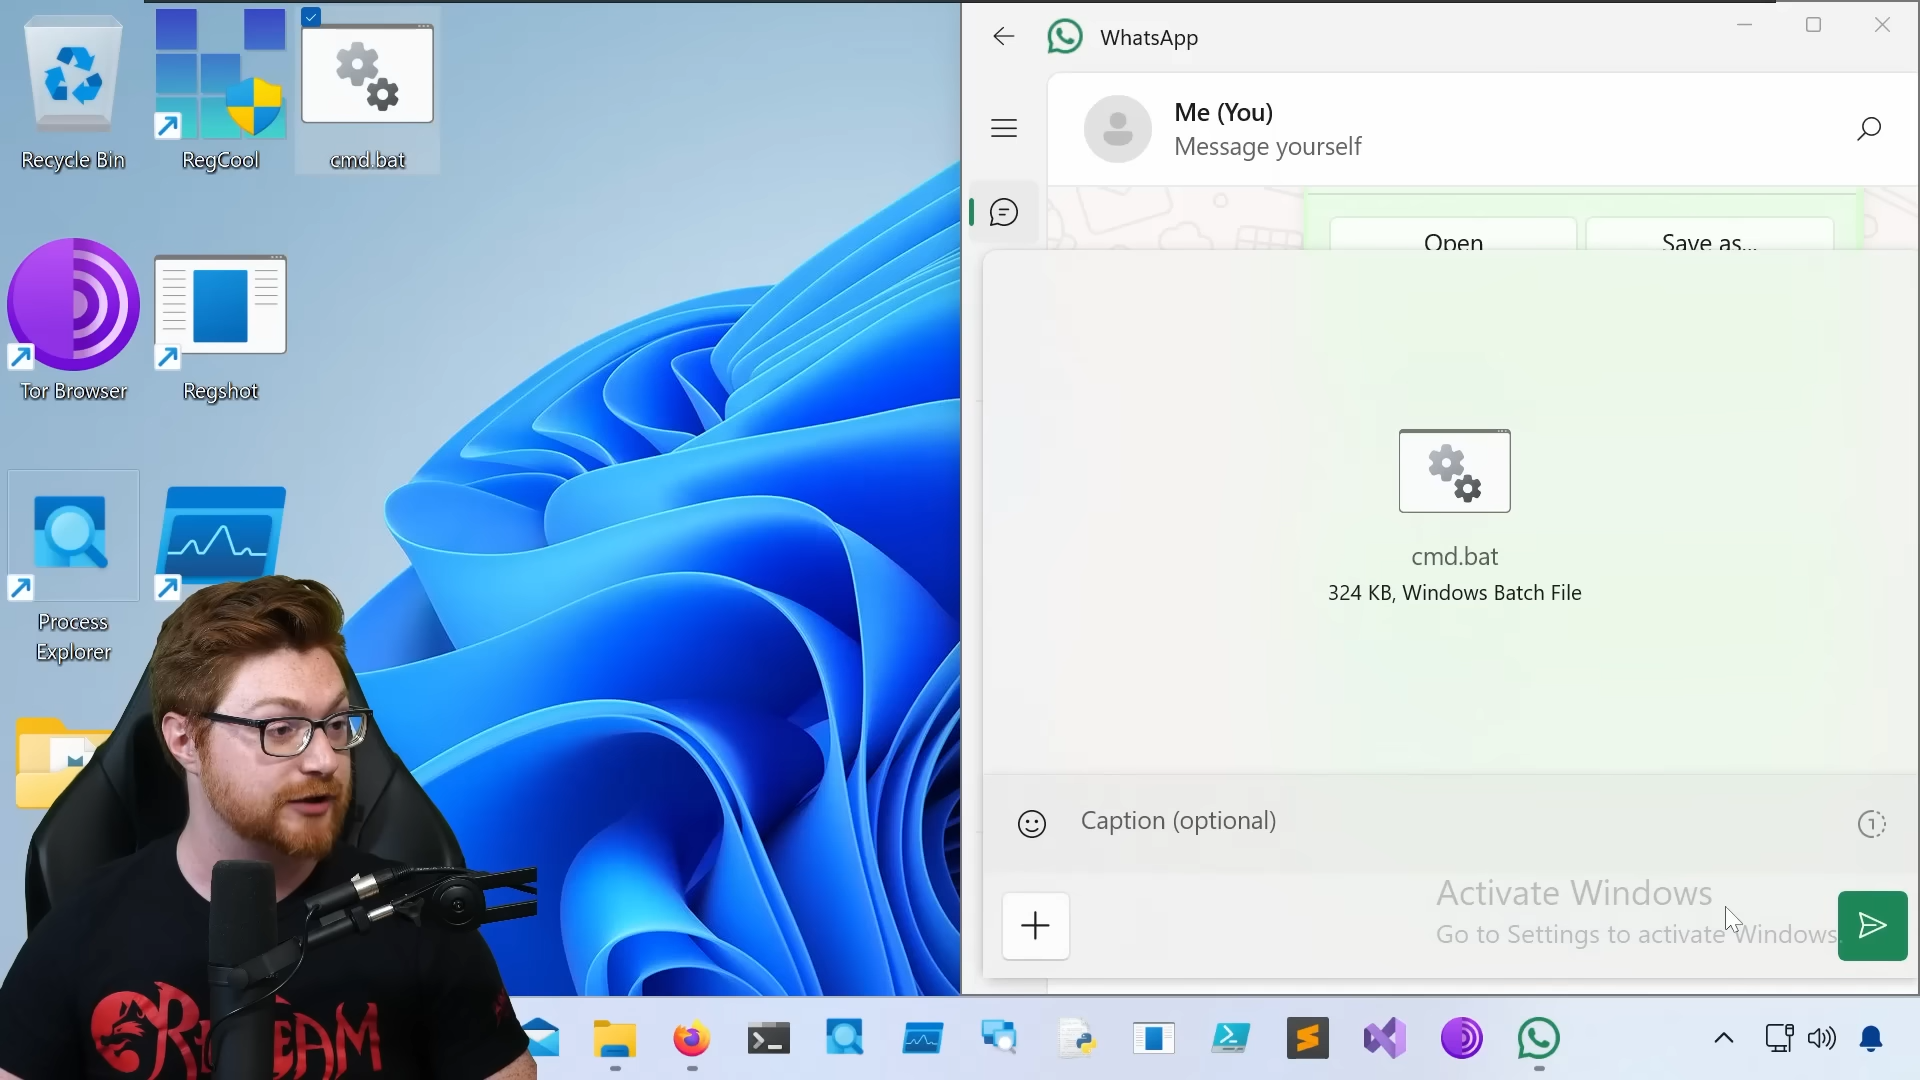 Recycle Bin
RegCool
cmd.bat
Tor Browser
Regshot
Process
Explorer
WhatsApp
Me (You)
Message yourself
Open
Save as...
cmd.bat
324 KB, Windows Batch File
Caption (optional)
Activate Windows
Go to Settings to activate Windows.